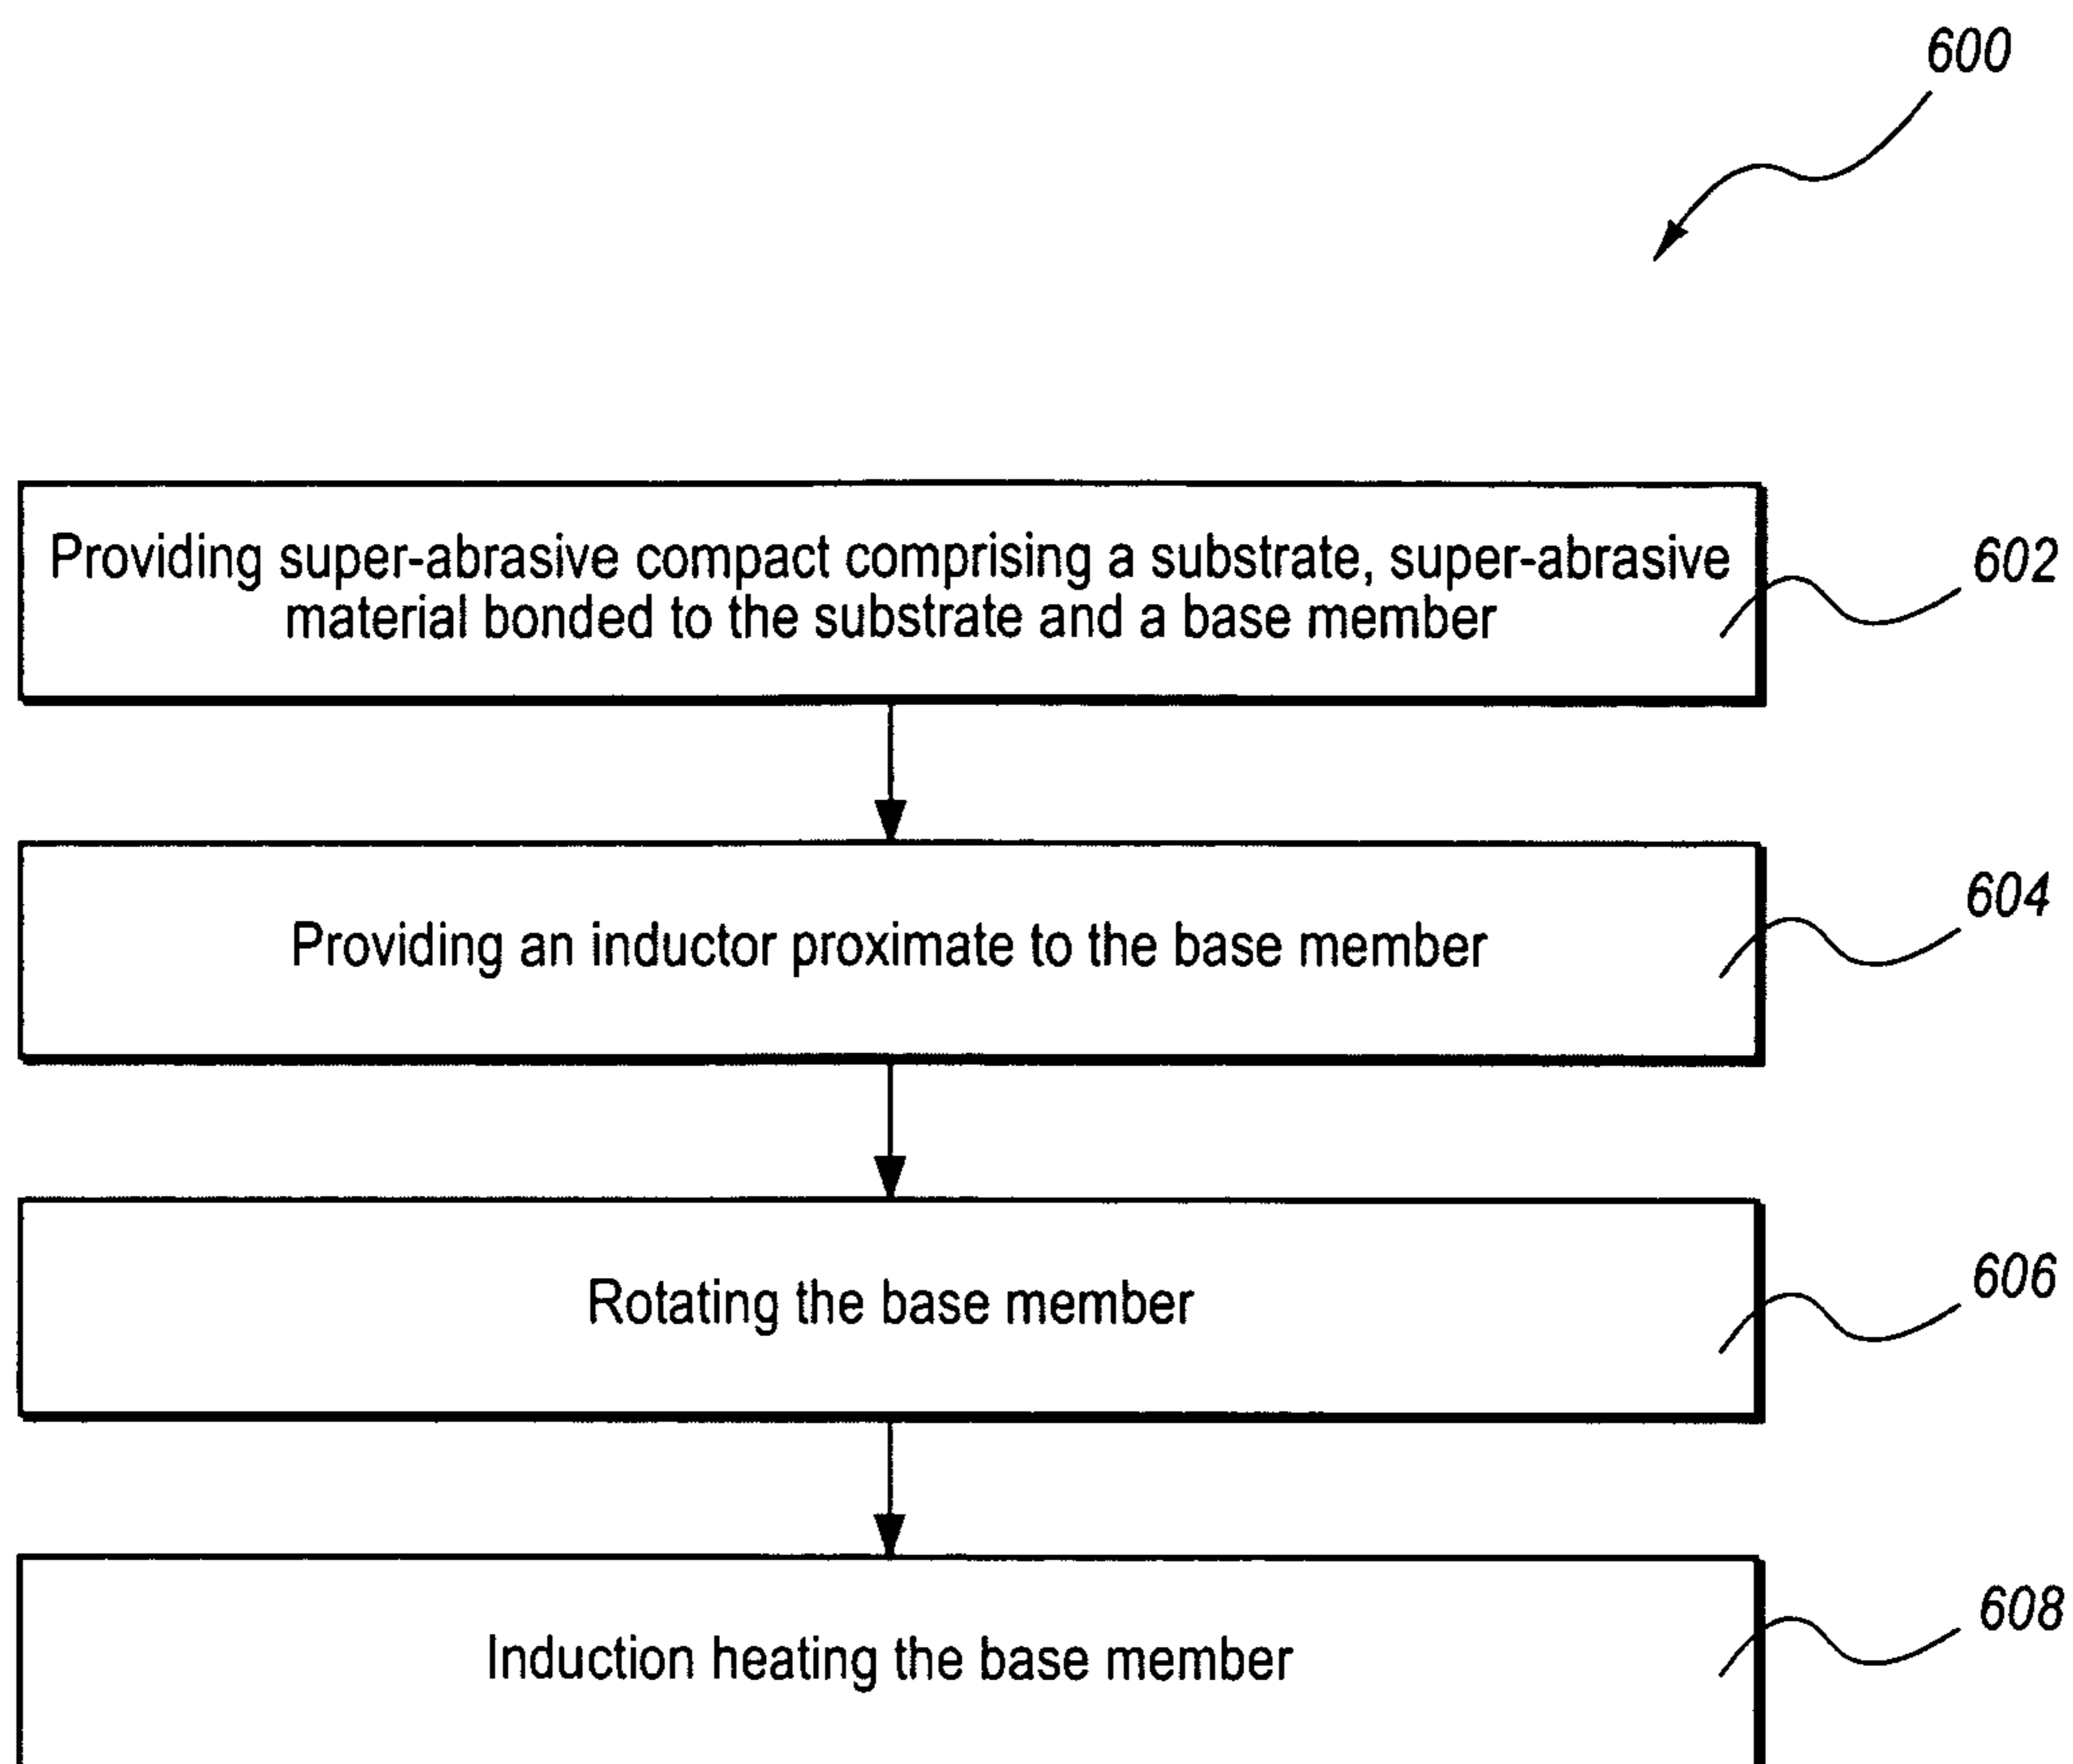 600
Providing super-abrasive compact comprising a substrate, super-abrasive
material bonded to the substrate and a base member
602
Providing an inductor proximate to the base member
604
Rotating the base member
606
Induction heating the base member
608